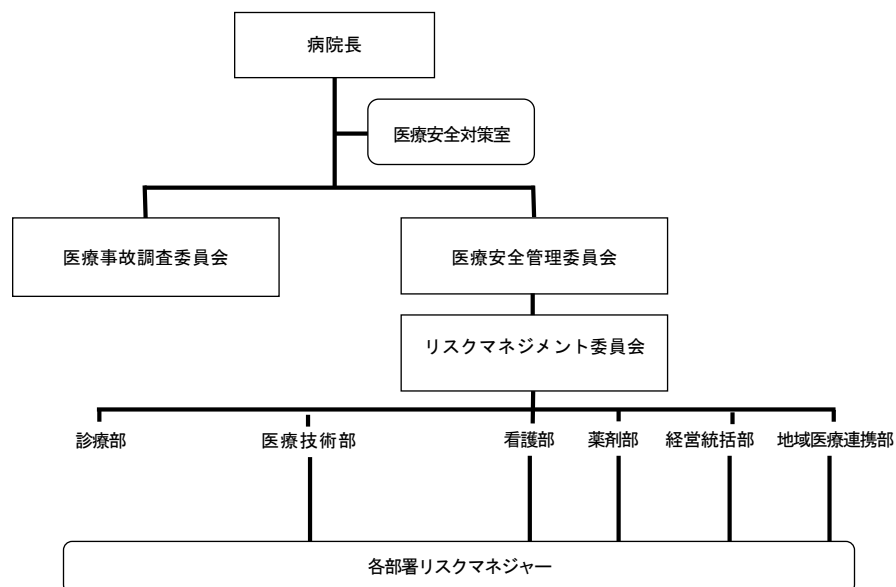 病院長
医療安全対策室
医療事故調査委員会
医療安全管理委員会
リスクマネジメント委員会
診療部
医療技術部
看護部
薬剤部
経営統括部
地域医療連携部
各部署リスクマネジャー